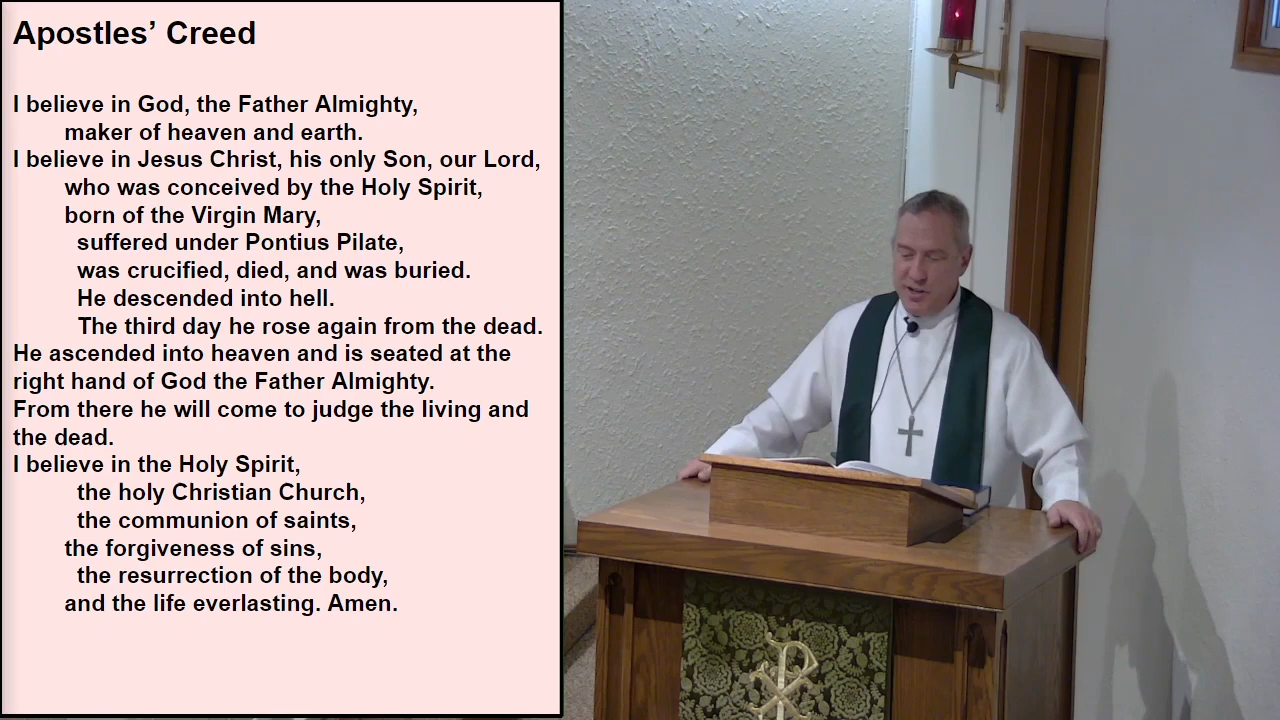 Apostles’ Creed
I believe in God, the Father Almighty,
maker of heaven and earth.
I believe in Jesus Christ, his only Son, our Lord,
who was conceived by the Holy Spirit,
born of the Virgin Mary,
suffered under Pontius Pilate,
was crucified, died, and was buried.
He descended into hell.
The third day he rose again from the dead.
He ascended into heaven and is seated at the
right hand of God the Father Almighty.
From there he will come to judge the living and
the dead.
I believe in the Holy Spirit,
the holy Christian Church,
the communion of saints,
the forgiveness of sins,
the resurrection of the body,
and the life everlasting. Amen.